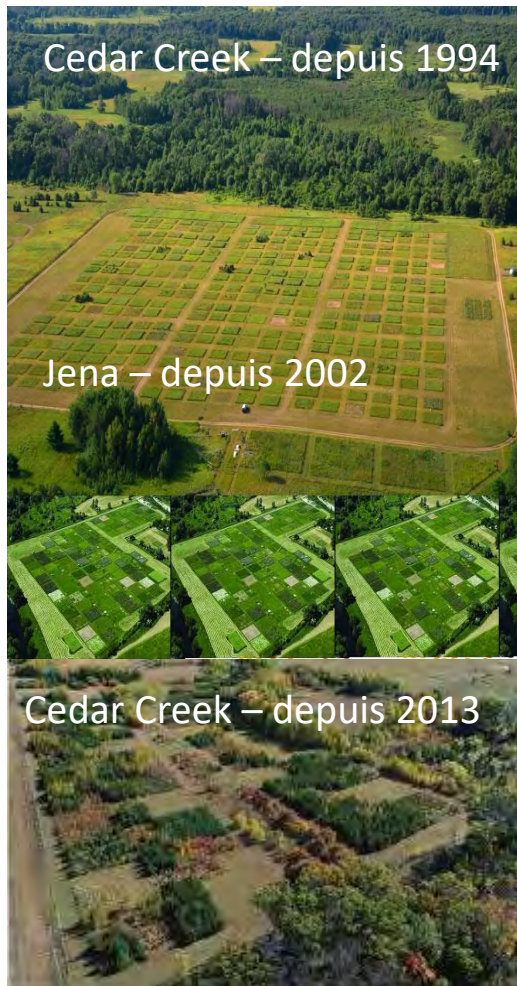 Cedar Creek – depuis 1994
Jena – depuis 2002
Cedar Creek – depuis 2013